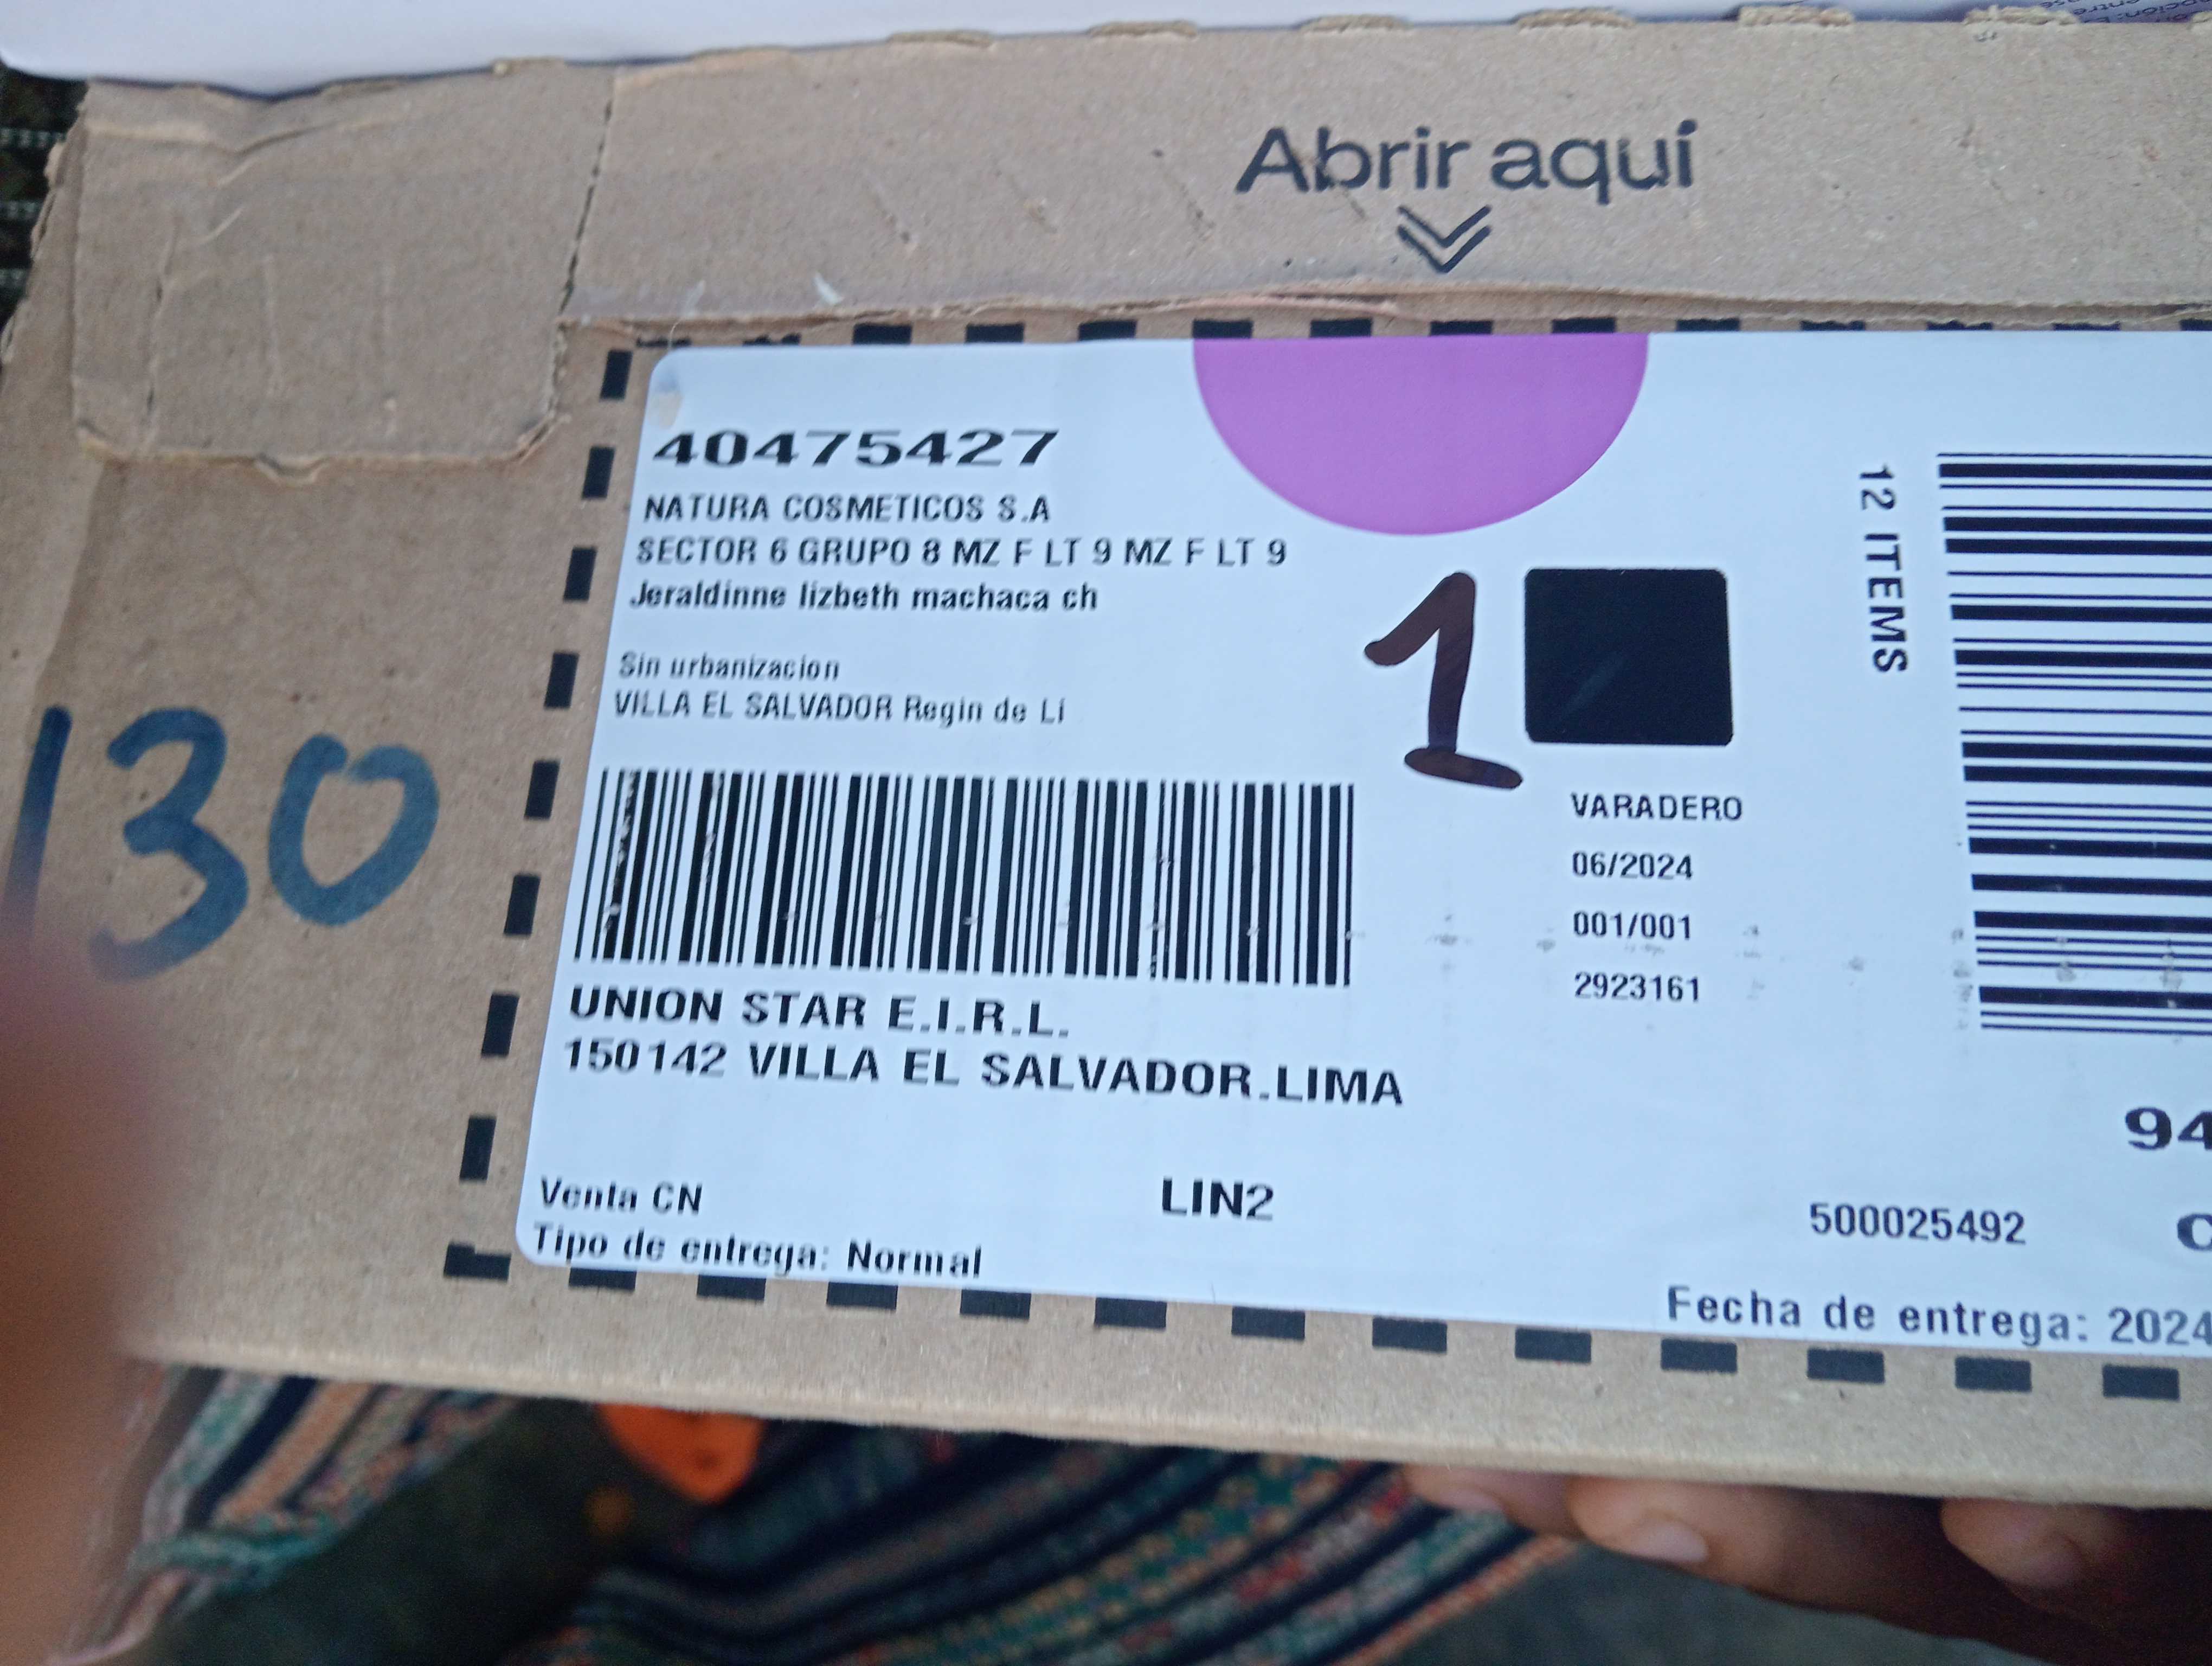 Abrir aquí
40475427
NATURA COSMETICOS S.A
SECTOR 6 GRUPO 8 MZ F LT 9 MZ F LT 9
Jeraldinne lizbeth machaca ch
Sin urbanizacion
VILLA EL SALVADOR Regin de Li
1
12 ITEMS
130
VARADERO
06/2024
001/001
2923161
UNION STAR E.I.R.L.
150142 VILLA EL SALVADOR.LIMA
94
Venta CN
LIN2
500025492
Tipo de entrega: Normal
Fecha de entrega: 2024